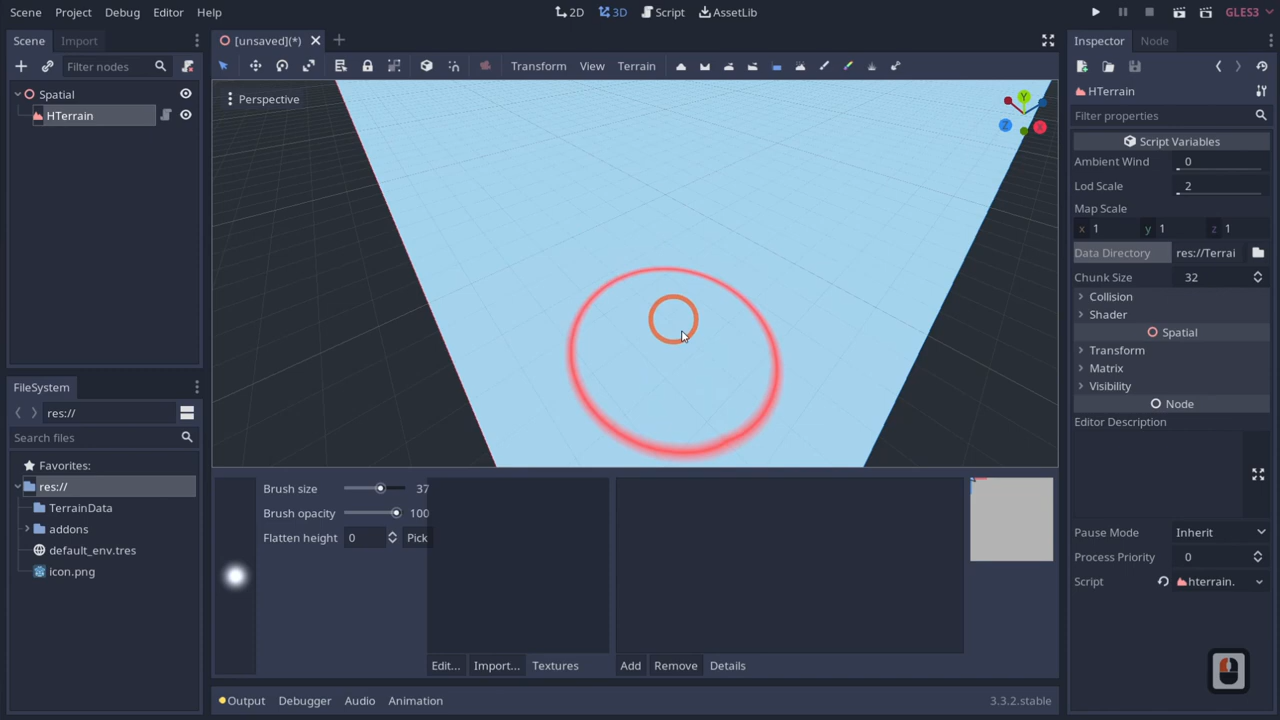 Scene Project Debug Editor Help
2D 3D Script AssetLib
GLES3
Scene Import
[unsaved](*)
Inspector Node
Filter nodes
Transform View Terrain
Spatial
HTerrain
Perspective
Y
Z
X
HTerrain
Filter properties
Script Variables
Ambient Wind 0
Lod Scale 2
Map Scale
x 1 y 1 z 1
Data Directory res://Terrai
Chunk Size 32
Collision
Shader
Spatial
Transform
Matrix
Visibility
Node
Editor Description
Pause Mode Inherit
Process Priority 0
Script hterrain.
FileSystem
res://
Search files
Favorites:
res://
TerrainData
addons
default_env.tres
icon.png
Brush size 37
Brush opacity 100
Flatten height 0 Pick
Edit... Import... Textures
Add Remove Details
Output Debugger Audio Animation
3.3.2.stable